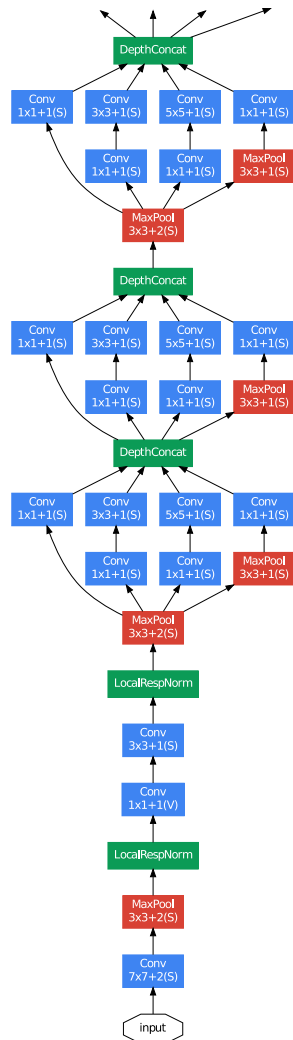 DepthConcat
Conv
1x1+1(S)
Conv
3x3+1(S)
Conv
5x5+1(S)
Conv
1x1+1(S)
Conv
1x1+1(S)
Conv
1x1+1(S)
MaxPool
3x3+1(S)
MaxPool
3x3+2(S)
DepthConcat
Conv
1x1+1(S)
Conv
3x3+1(S)
Conv
5x5+1(S)
Conv
1x1+1(S)
Conv
1x1+1(S)
Conv
1x1+1(S)
MaxPool
3x3+1(S)
DepthConcat
Conv
1x1+1(S)
Conv
3x3+1(S)
Conv
5x5+1(S)
Conv
1x1+1(S)
Conv
1x1+1(S)
Conv
1x1+1(S)
MaxPool
3x3+1(S)
MaxPool
3x3+2(S)
LocalRespNorm
Conv
3x3+1(S)
Conv
1x1+1(V)
LocalRespNorm
MaxPool
3x3+2(S)
Conv
7x7+2(S)
input